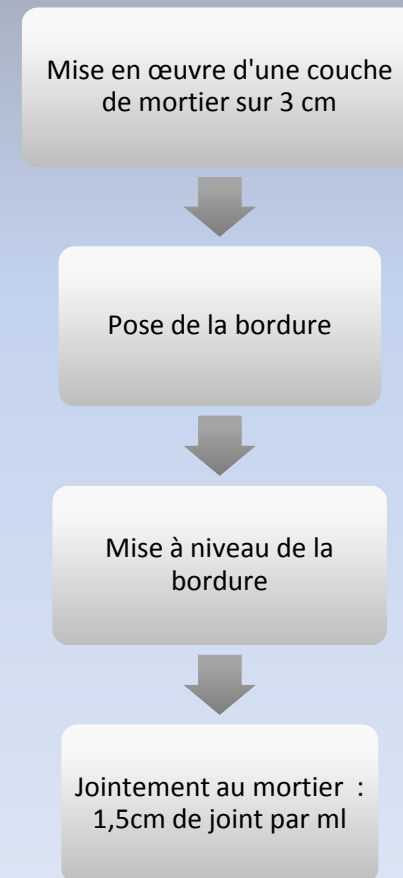 Mise en œuvre d'une couche
de mortier sur 3 cm
Pose de la bordure
Mise à niveau de la
bordure
Jointement au mortier :
1,5cm de joint par ml